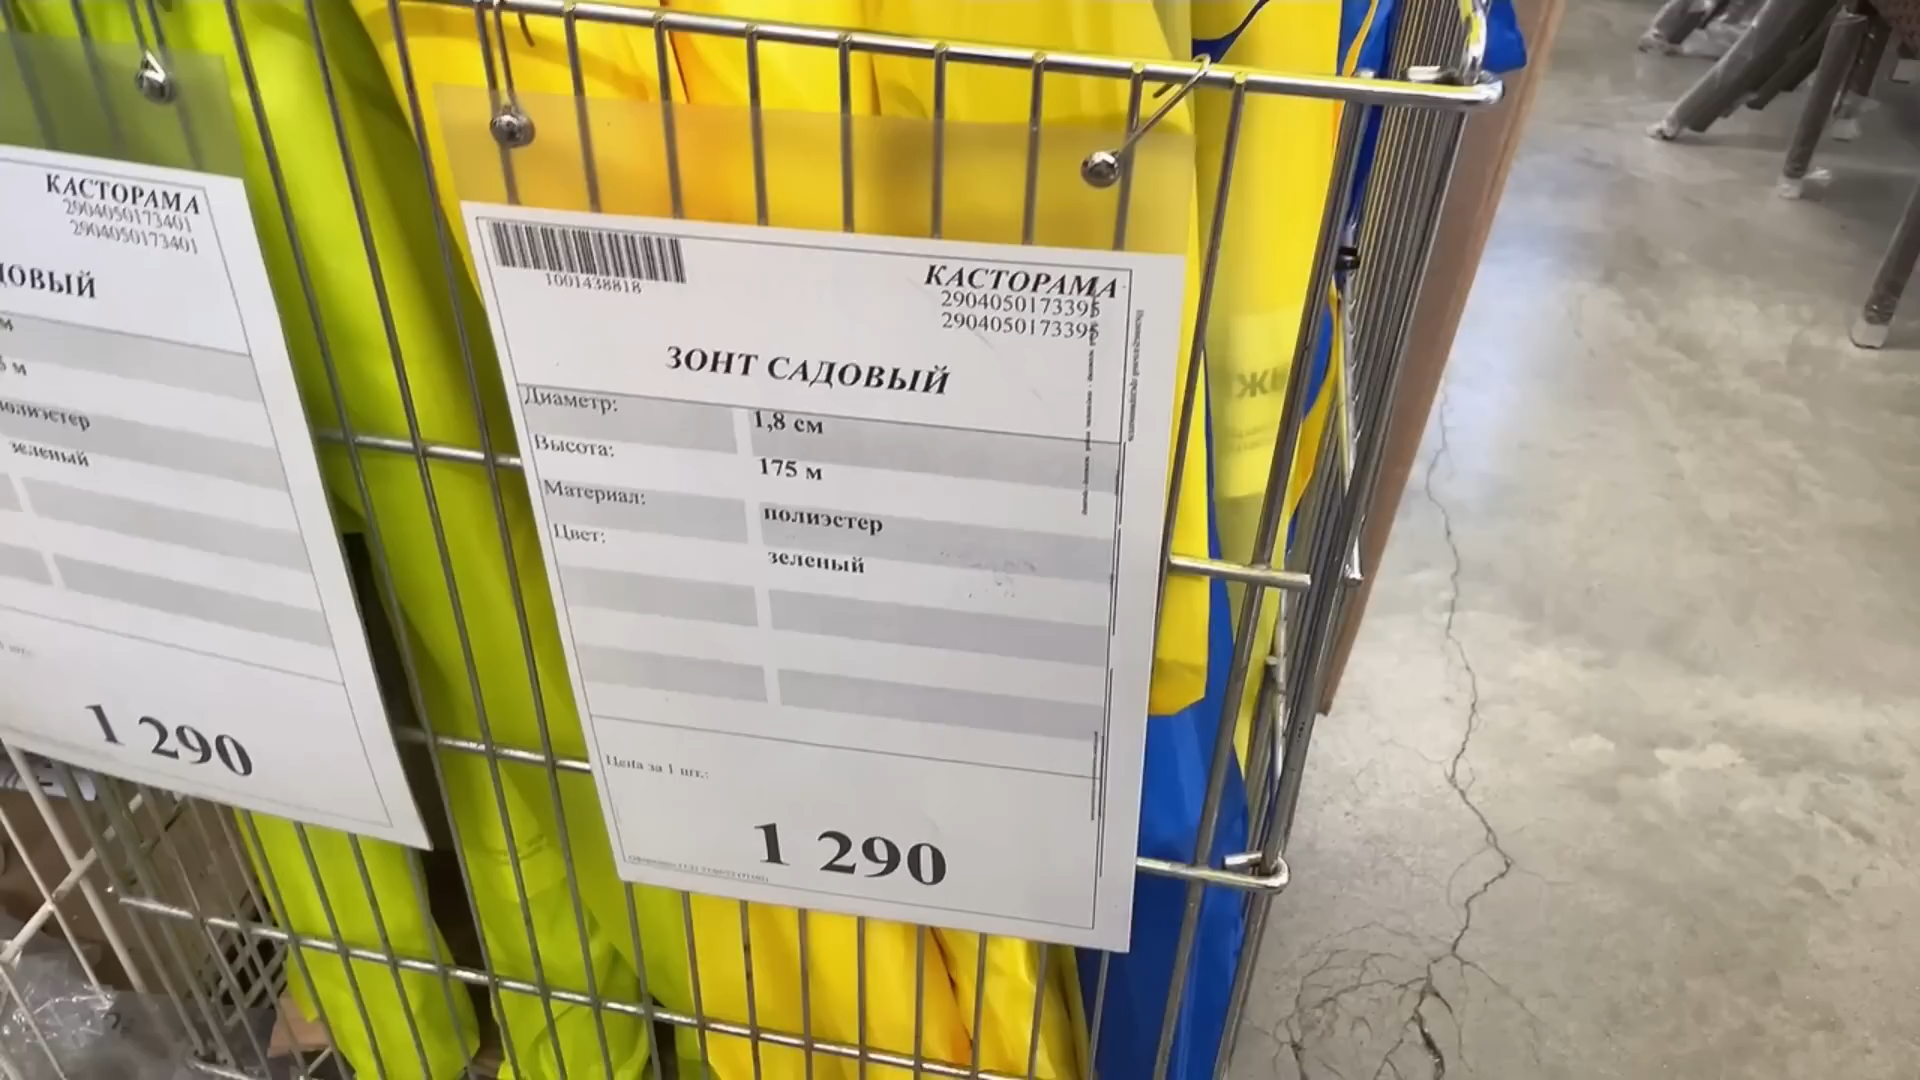 КАСТОРАМА
2904050173401
2904050173401
ДОВЫЙ
м
5 м
полиэстер
зеленый
1 290
1001438818
КАСТОРАМА
2904050173395
2904050173395
ЗОНТ САДОВЫЙ
Диаметр: 1,8 см
Высота: 175 м
Материал: полиэстер
Цвет: зеленый
Цена за 1 шт.:
1 290